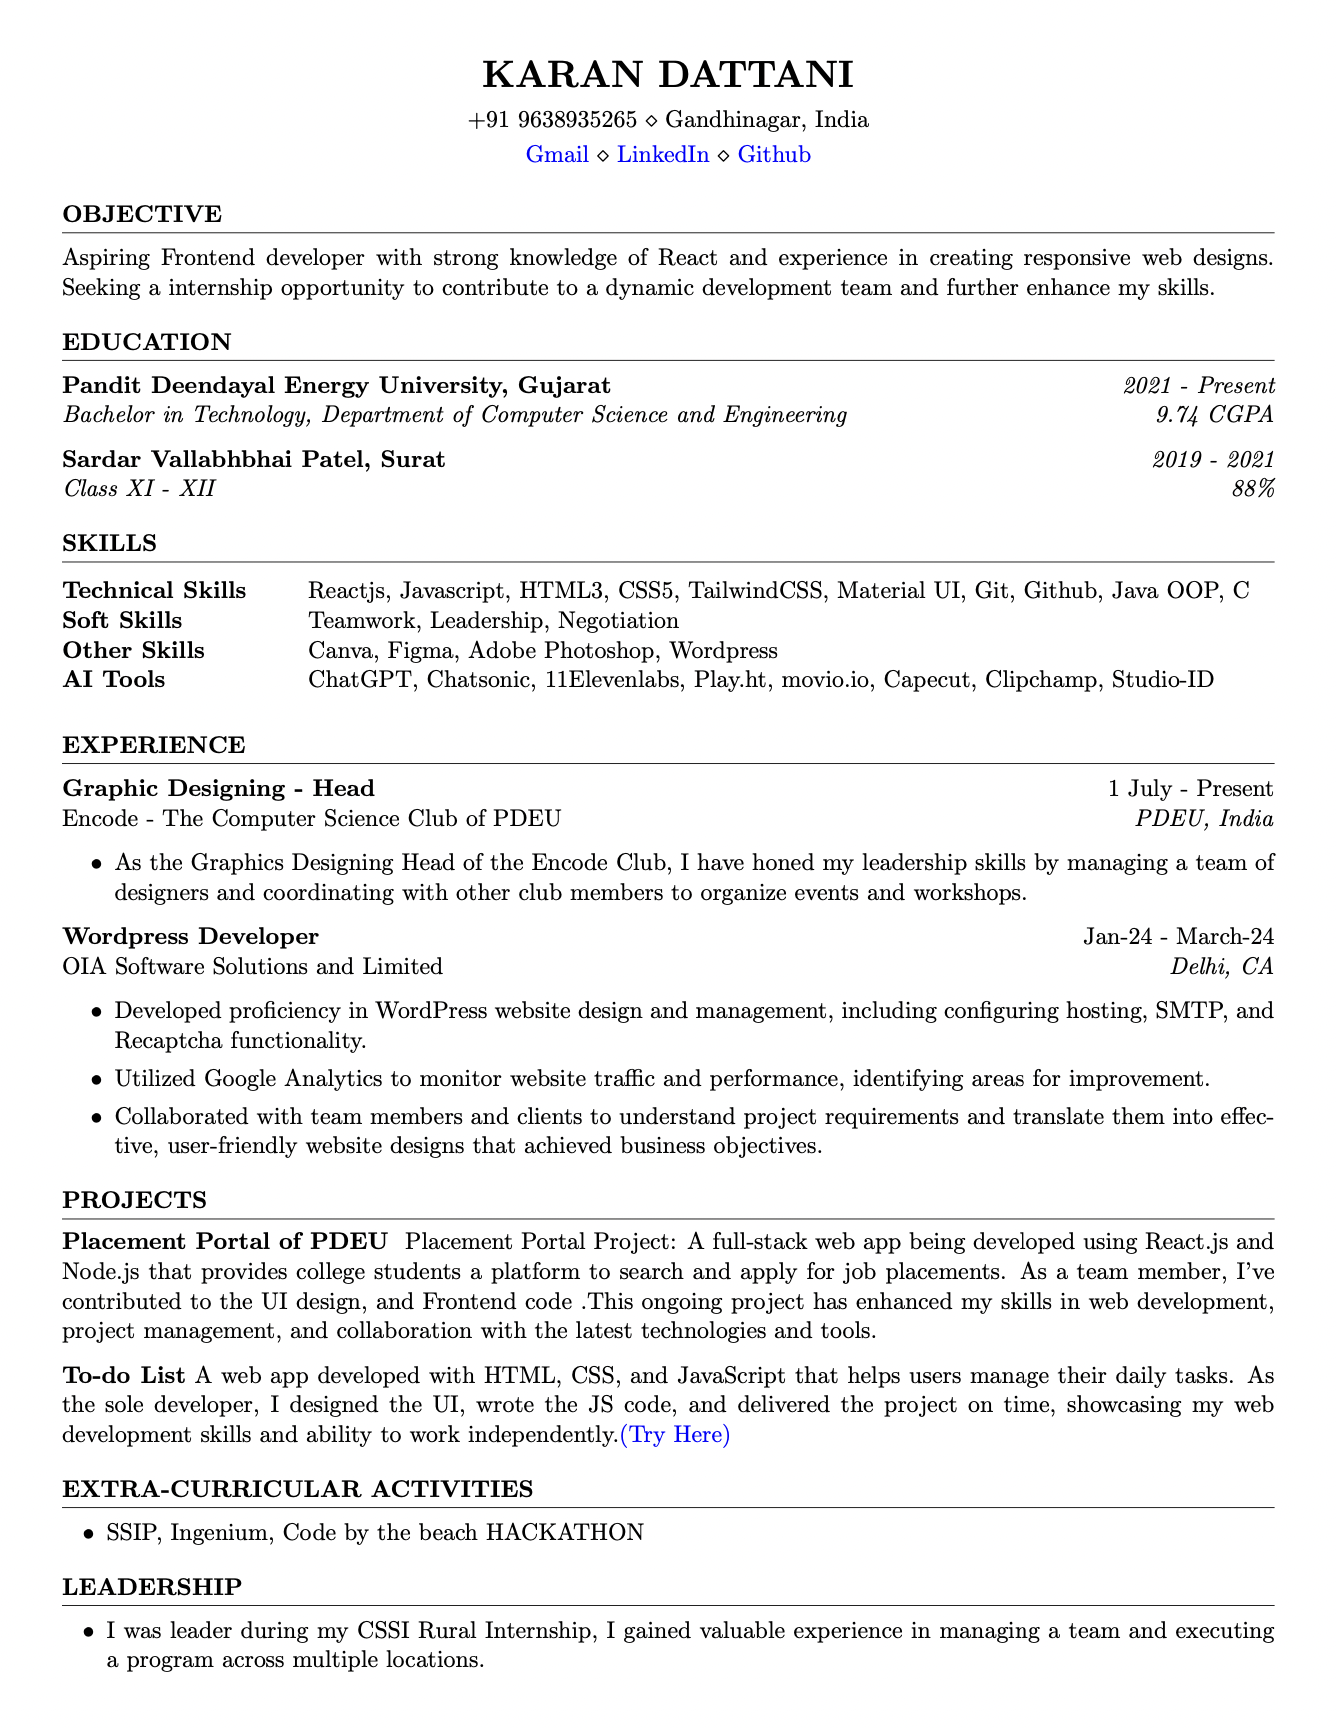 KARAN DATTANI
+91 9638935265 ⋄ Gandhinagar, India
Gmail ⋄ LinkedIn ⋄ Github
OBJECTIVE
Aspiring Frontend developer with strong knowledge of React and experience in creating responsive web designs.
Seeking a internship opportunity to contribute to a dynamic development team and further enhance my skills.
EDUCATION
Pandit Deendayal Energy University, Gujarat 2021 - Present
Bachelor in Technology, Department of Computer Science and Engineering 9.74 CGPA
Sardar Vallabhbhai Patel, Surat 2019 - 2021
Class XI - XII 88%
SKILLS
Technical Skills Reactjs, Javascript, HTML3, CSS5, TailwindCSS, Material UI, Git, Github, Java OOP, C
Soft Skills Teamwork, Leadership, Negotiation
Other Skills Canva, Figma, Adobe Photoshop, Wordpress
AI Tools ChatGPT, Chatsonic, 11Elevenlabs, Play.ht, movio.io, Capecut, Clipchamp, Studio-ID
EXPERIENCE
Graphic Designing - Head 1 July - Present
Encode - The Computer Science Club of PDEU PDEU, India
• As the Graphics Designing Head of the Encode Club, I have honed my leadership skills by managing a team of
designers and coordinating with other club members to organize events and workshops.
Wordpress Developer Jan-24 - March-24
OIA Software Solutions and Limited Delhi, CA
• Developed proficiency in WordPress website design and management, including configuring hosting, SMTP, and
Recaptcha functionality.
• Utilized Google Analytics to monitor website traffic and performance, identifying areas for improvement.
• Collaborated with team members and clients to understand project requirements and translate them into effec-
tive, user-friendly website designs that achieved business objectives.
PROJECTS
Placement Portal of PDEU Placement Portal Project: A full-stack web app being developed using React.js and
Node.js that provides college students a platform to search and apply for job placements. As a team member, I've
contributed to the UI design, and Frontend code .This ongoing project has enhanced my skills in web development,
project management, and collaboration with the latest technologies and tools.
To-do List A web app developed with HTML, CSS, and JavaScript that helps users manage their daily tasks. As
the sole developer, I designed the UI, wrote the JS code, and delivered the project on time, showcasing my web
development skills and ability to work independently.(Try Here)
EXTRA-CURRICULAR ACTIVITIES
• SSIP, Ingenium, Code by the beach HACKATHON
LEADERSHIP
• I was leader during my CSSI Rural Internship, I gained valuable experience in managing a team and executing
a program across multiple locations.